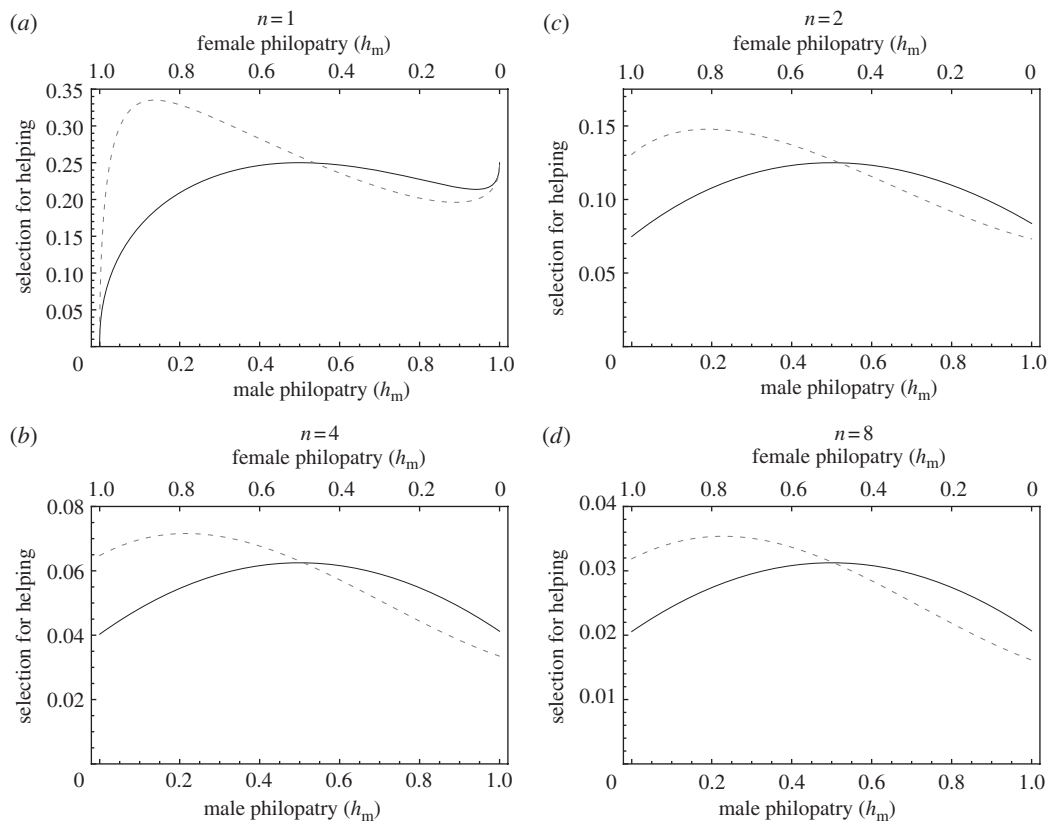 (a)
n=1
female philopatry (hm)
1.0 0.8 0.6 0.4 0.2 0
0.35
0.30
0.25
0.20
0.15
0.10
0.05
selection for helping
0 0.2 0.4 0.6 0.8 1.0
male philopatry (hm)
(c)
n=2
female philopatry (hm)
1.0 0.8 0.6 0.4 0.2 0
0.15
0.10
0.05
selection for helping
0 0.2 0.4 0.6 0.8 1.0
male philopatry (hm)
(b)
n=4
female philopatry (hm)
1.0 0.8 0.6 0.4 0.2 0
0.08
0.06
0.04
0.02
selection for helping
0 0.2 0.4 0.6 0.8 1.0
male philopatry (hm)
(d)
n=8
female philopatry (hm)
1.0 0.8 0.6 0.4 0.2 0
0.04
0.03
0.02
0.01
selection for helping
0 0.2 0.4 0.6 0.8 1.0
male philopatry (hm)